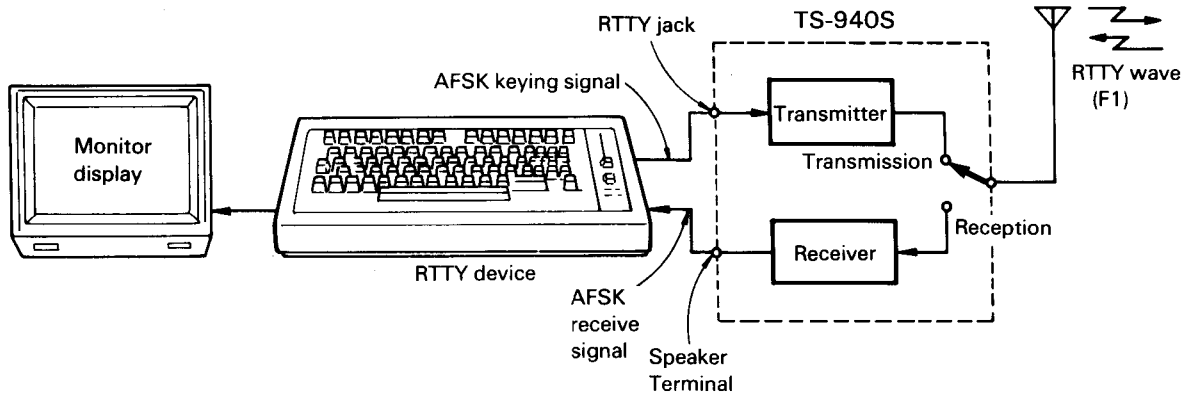 TS-940S
RTTY jack
AFSK keying signal
RTTY wave
(F1)
Monitor
display
Transmitter
Transmission
Reception
Receiver
RTTY device
AFSK
receive
signal
Speaker
Terminal